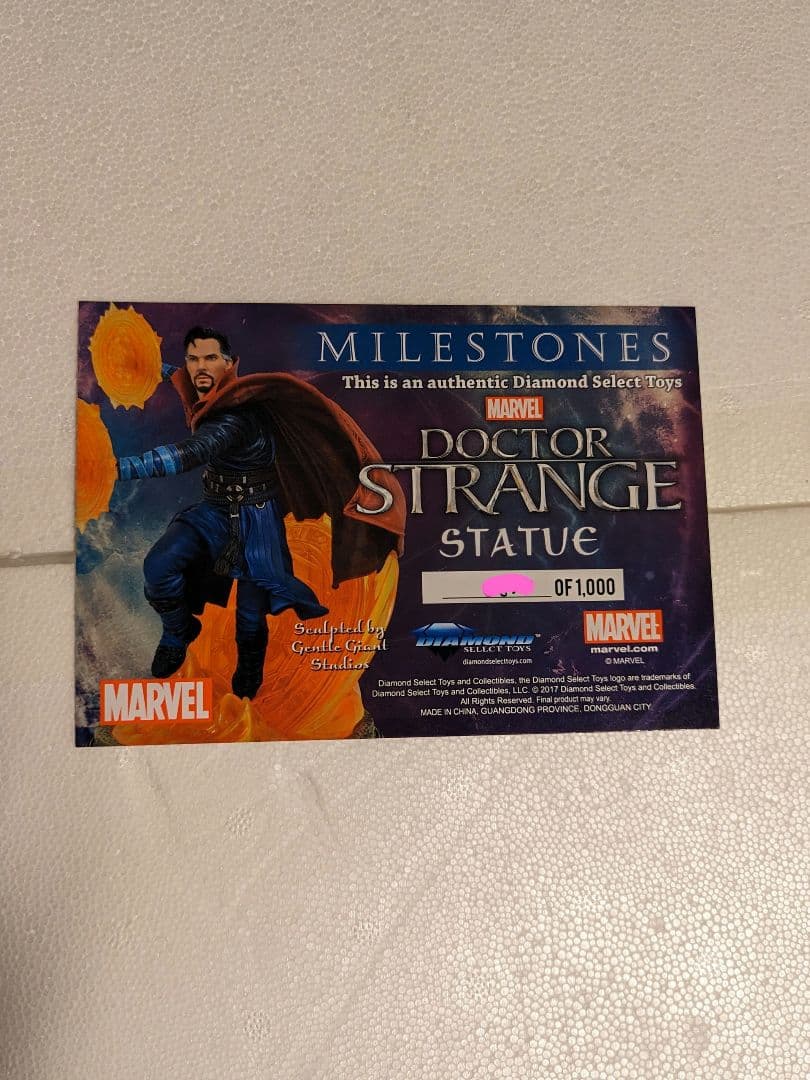 MILESTONES
This is an authentic Diamond Select Toys
MARVEL
DOCTOR
STRANGE
STATUE
OF 1,000
Sculpted by
Gentle Giant
Studios
DIAMOND™
SELECT TOYS
diamondselecttoys.com
MARVEL
marvel.com
© MARVEL
MARVEL
Diamond Select Toys and Collectibles, the Diamond Select Toys logo are trademarks of
Diamond Select Toys and Collectibles, LLC. © 2017 Diamond Select Toys and Collectibles.
All Rights Reserved. Final product may vary.
MADE IN CHINA, GUANGDONG PROVINCE, DONGGUAN CITY.